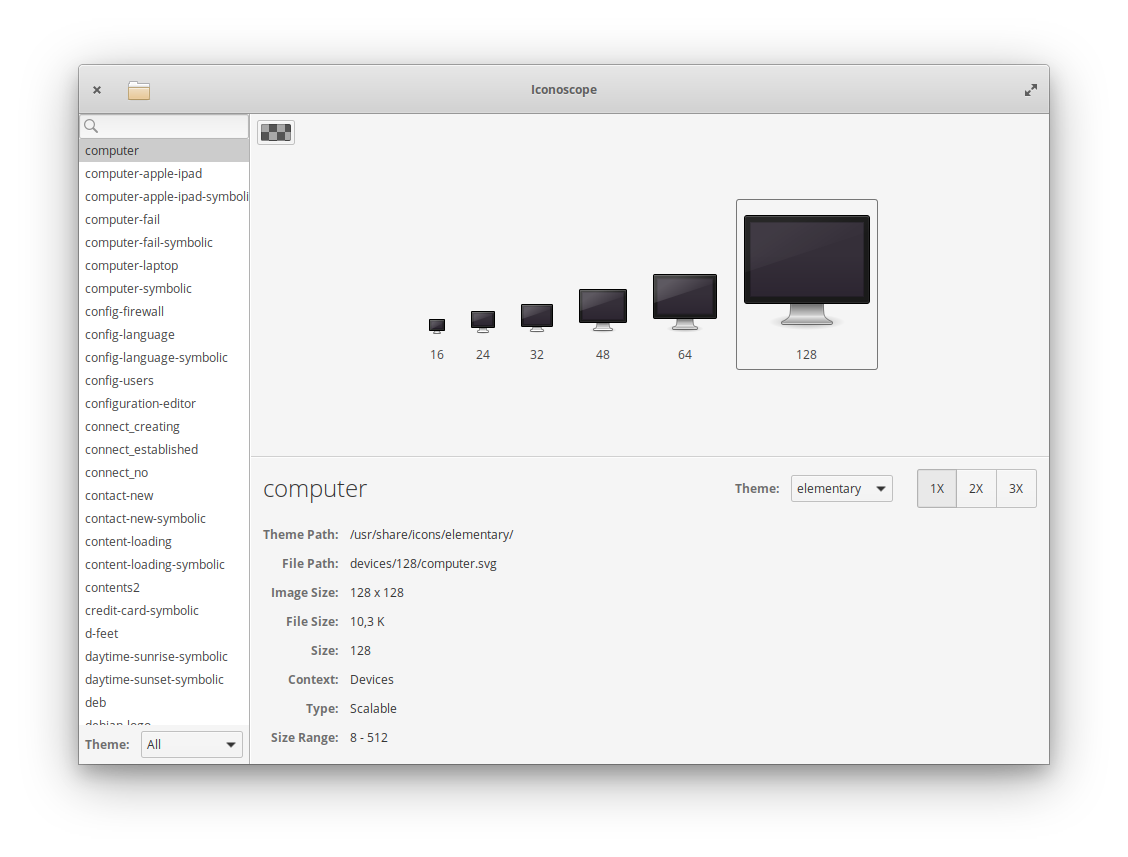 Iconoscope
computer
computer-apple-ipad
computer-apple-ipad-symboli
computer-fail
computer-fail-symbolic
computer-laptop
computer-symbolic
config-firewall
config-language
config-language-symbolic
config-users
configuration-editor
connect_creating
connect_established
connect_no
contact-new
contact-new-symbolic
content-loading
content-loading-symbolic
contents2
credit-card-symbolic
d-feet
daytime-sunrise-symbolic
daytime-sunset-symbolic
deb
debian-logo
Theme: All
16 24 32 48 64 128
computer
Theme: elementary 1X 2X 3X
Theme Path: /usr/share/icons/elementary/
File Path: devices/128/computer.svg
Image Size: 128 x 128
File Size: 10,3 K
Size: 128
Context: Devices
Type: Scalable
Size Range: 8 - 512